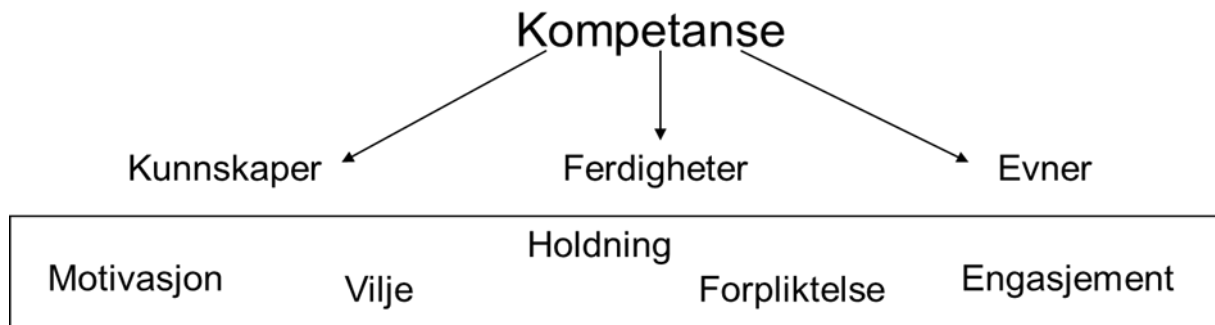 Kompetanse
Kunnskaper Ferdigheter Evner
Holdning
Motivasjon Vilje Forpliktelse Engasjement